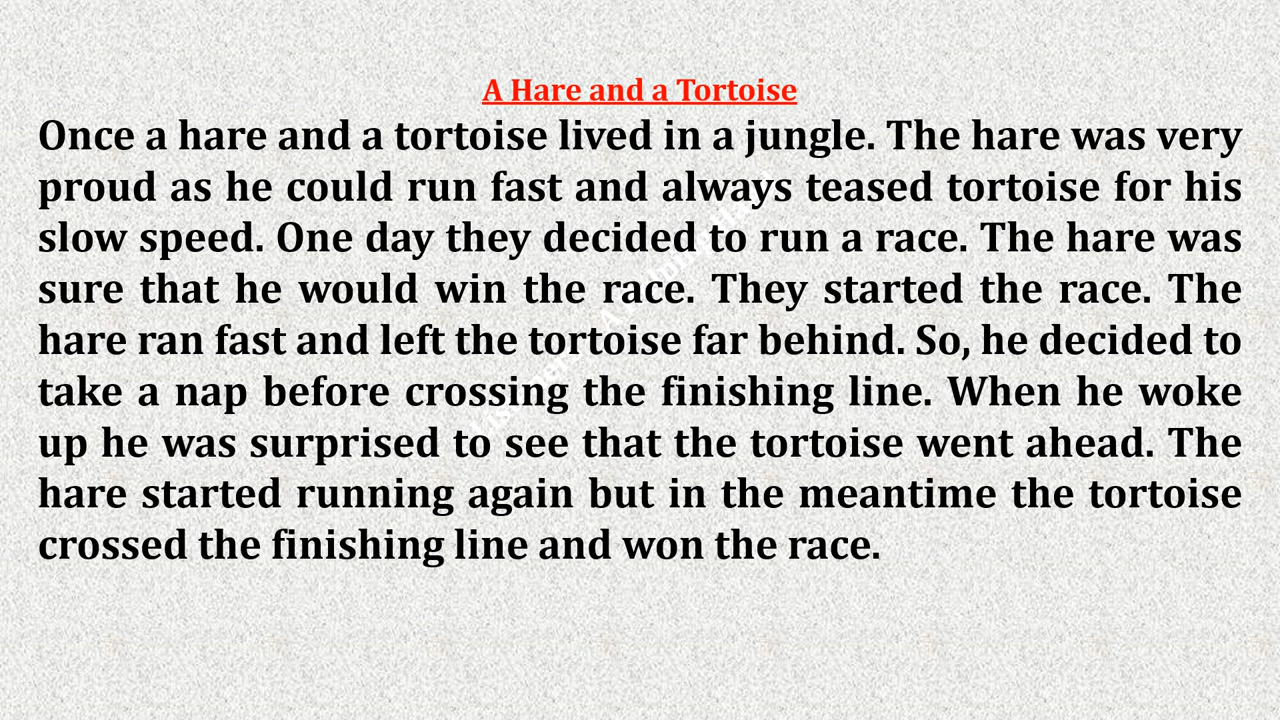 A Hare and a Tortoise
Once a hare and a tortoise lived in a jungle. The hare was very
proud as he could run fast and always teased tortoise for his
slow speed. One day they decided to run a race. The hare was
sure that he would win the race. They started the race. The
hare ran fast and left the tortoise far behind. So, he decided to
take a nap before crossing the finishing line. When he woke
up he was surprised to see that the tortoise went ahead. The
hare started running again but in the meantime the tortoise
crossed the finishing line and won the race.